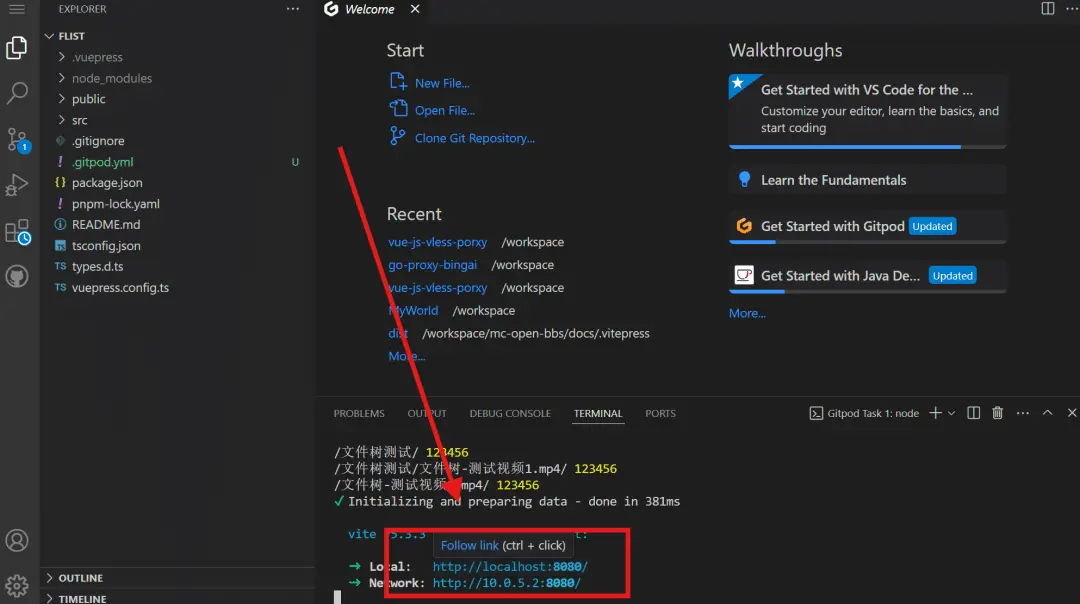 EXPLORER
FLIST
.vuepress
node_modules
public
src
.gitignore
.gitpod.yml U
package.json
pnpm-lock.yaml
README.md
tsconfig.json
TS types.d.ts
TS vuepress.config.ts
OUTLINE
TIMELINE
1
Welcome
Start
New File...
Open File...
Clone Git Repository...
Recent
vue-js-vless-porxy /workspace
go-proxy-bingai /workspace
vue-js-vless-porxy /workspace
MyWorld /workspace
dist /workspace/mc-open-bbs/docs/.vitepress
More...
Walkthroughs
Get Started with VS Code for the ...
Customize your editor, learn the basics, and
start coding
Learn the Fundamentals
Get Started with Gitpod Updated
Get Started with Java De... Updated
More...
PROBLEMS OUTPUT DEBUG CONSOLE TERMINAL PORTS
Gitpod Task 1: node
/文件树测试/ 123456
/文件树测试/文件树-测试视频1.mp4/ 123456
/文件树-测试视频 mp4/ 123456
✓ Initializing and preparing data - done in 381ms
vite v5.3.3
Follow link (ctrl + click)
➜ Local: http://localhost:8080/
➜ Network: http://10.0.5.2:8080/